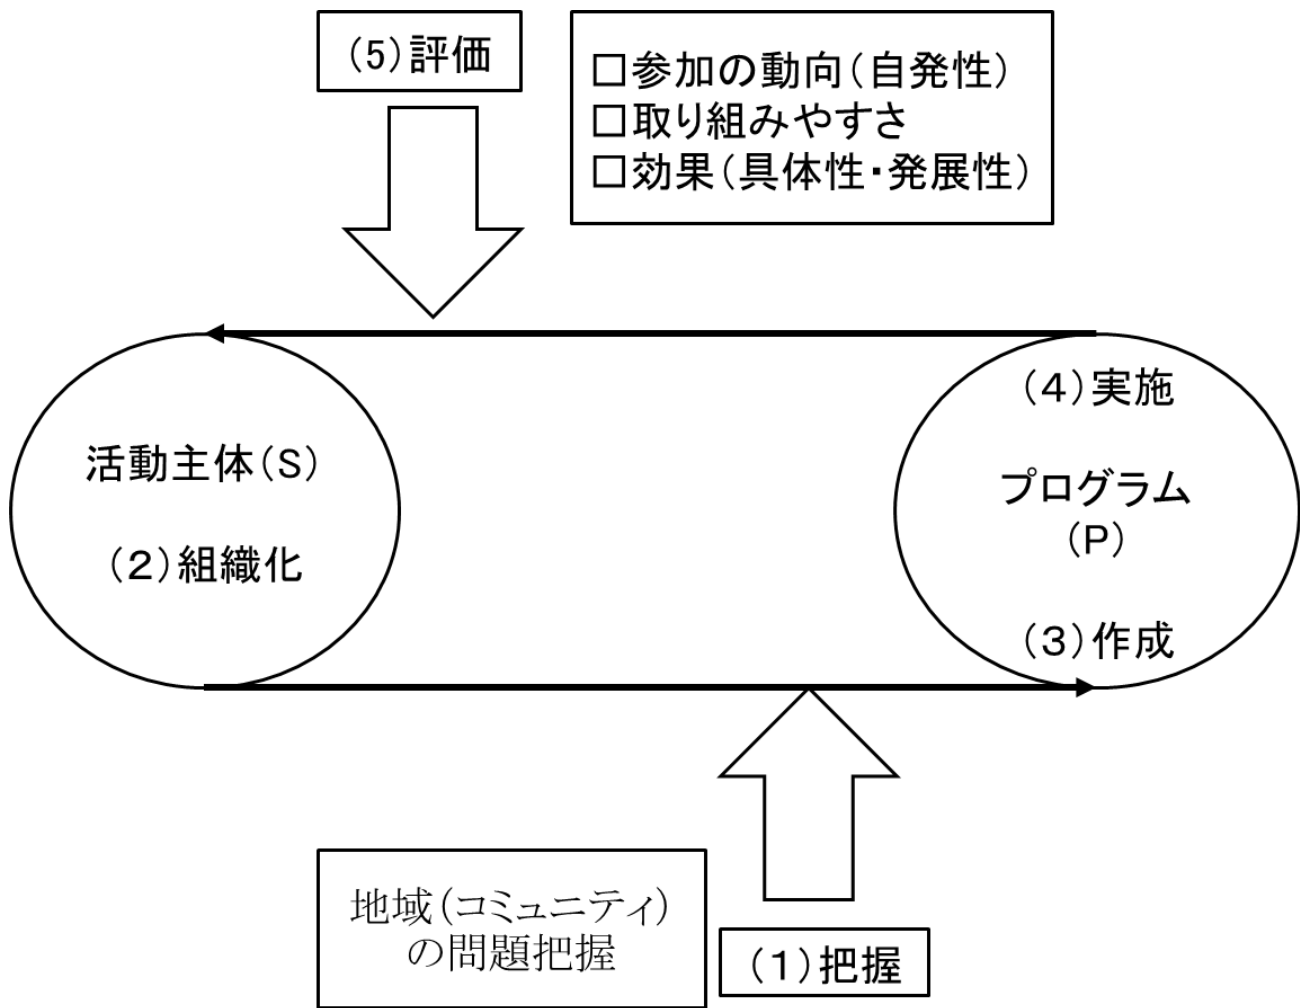 (5)評価
□参加の動向(自発性)
□取り組みやすさ
□効果(具体性・発展性)
活動主体(S)
(2)組織化
(4)実施
プログラム
(P)
(3)作成
地域(コミュニティ)
の問題把握
(1)把握